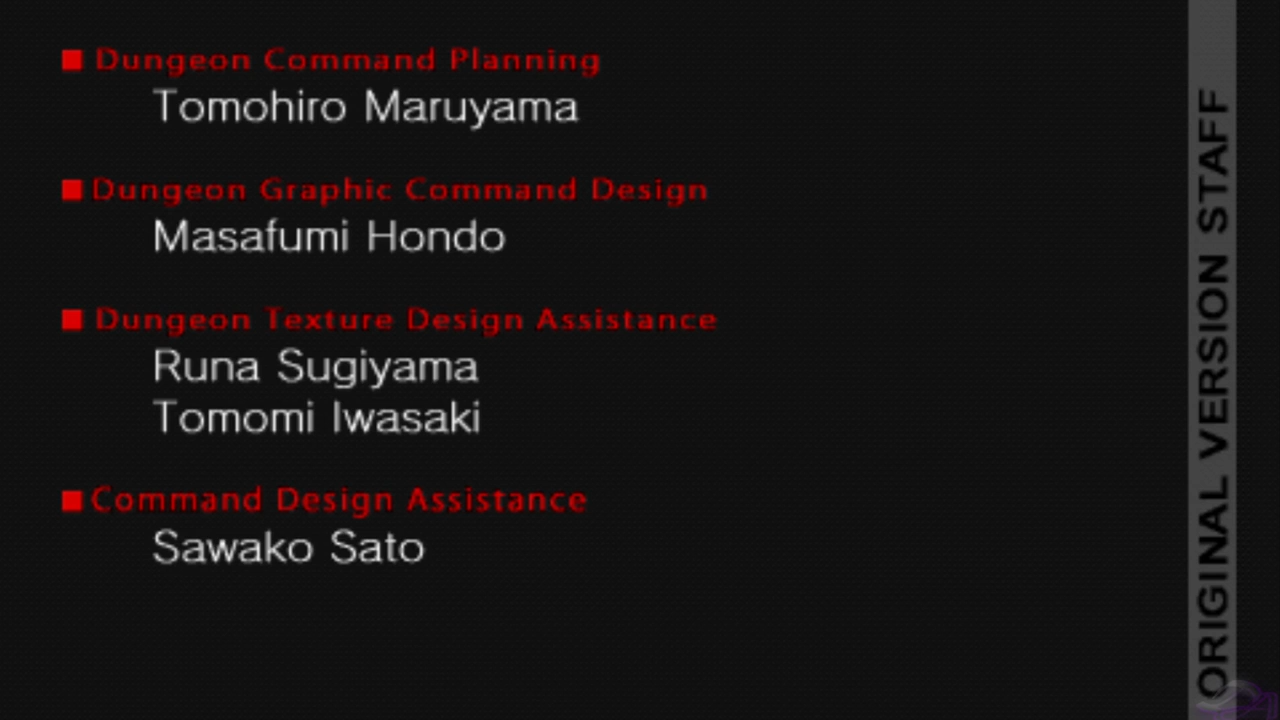 Dungeon Command Planning
Tomohiro Maruyama
Dungeon Graphic Command Design
Masafumi Hondo
Dungeon Texture Design Assistance
Runa Sugiyama
Tomomi Iwasaki
Command Design Assistance
Sawako Sato
ORIGINAL VERSION STAFF